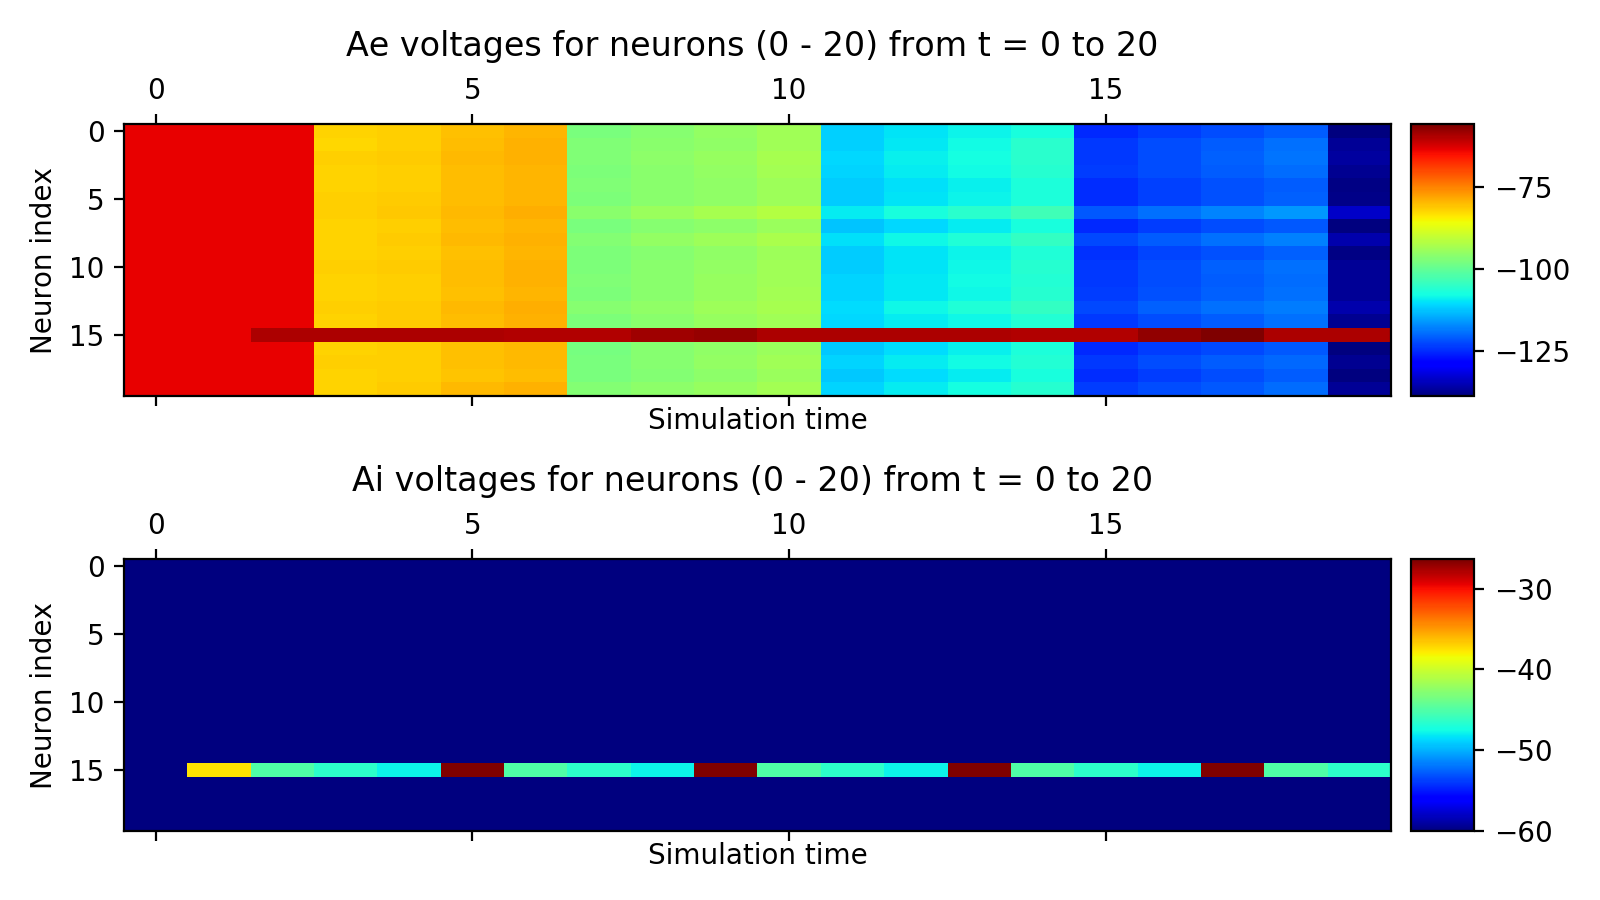 Ae voltages for neurons (0 - 20) from t = 0 to 20
0 5 10 15
Neuron index
0
5
10
15
−75
−100
−125
Simulation time
Ai voltages for neurons (0 - 20) from t = 0 to 20
0 5 10 15
Neuron index
0
5
10
15
−30
−40
−50
−60
Simulation time